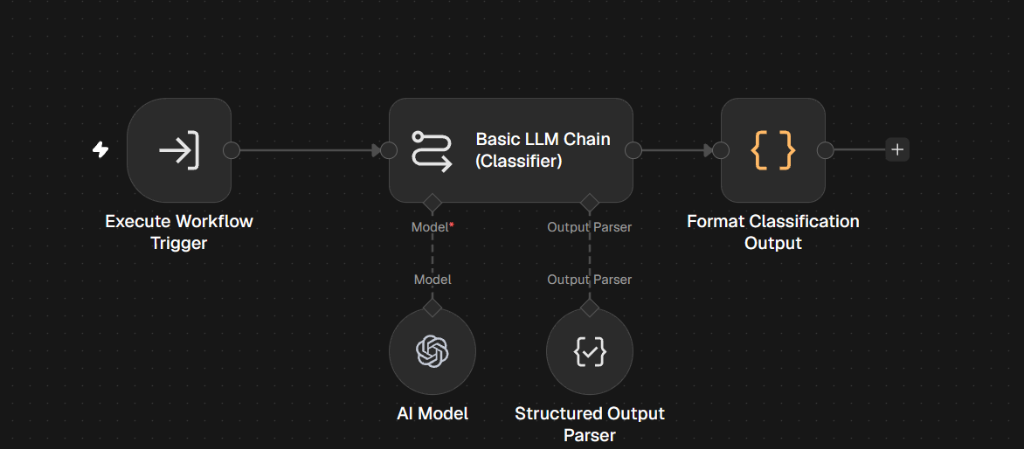 Basic LLM Chain
(Classifier)
Execute Workflow
Trigger
Model*
Output Parser
Format Classification
Output
Model
Output Parser
AI Model
Structured Output
Parser